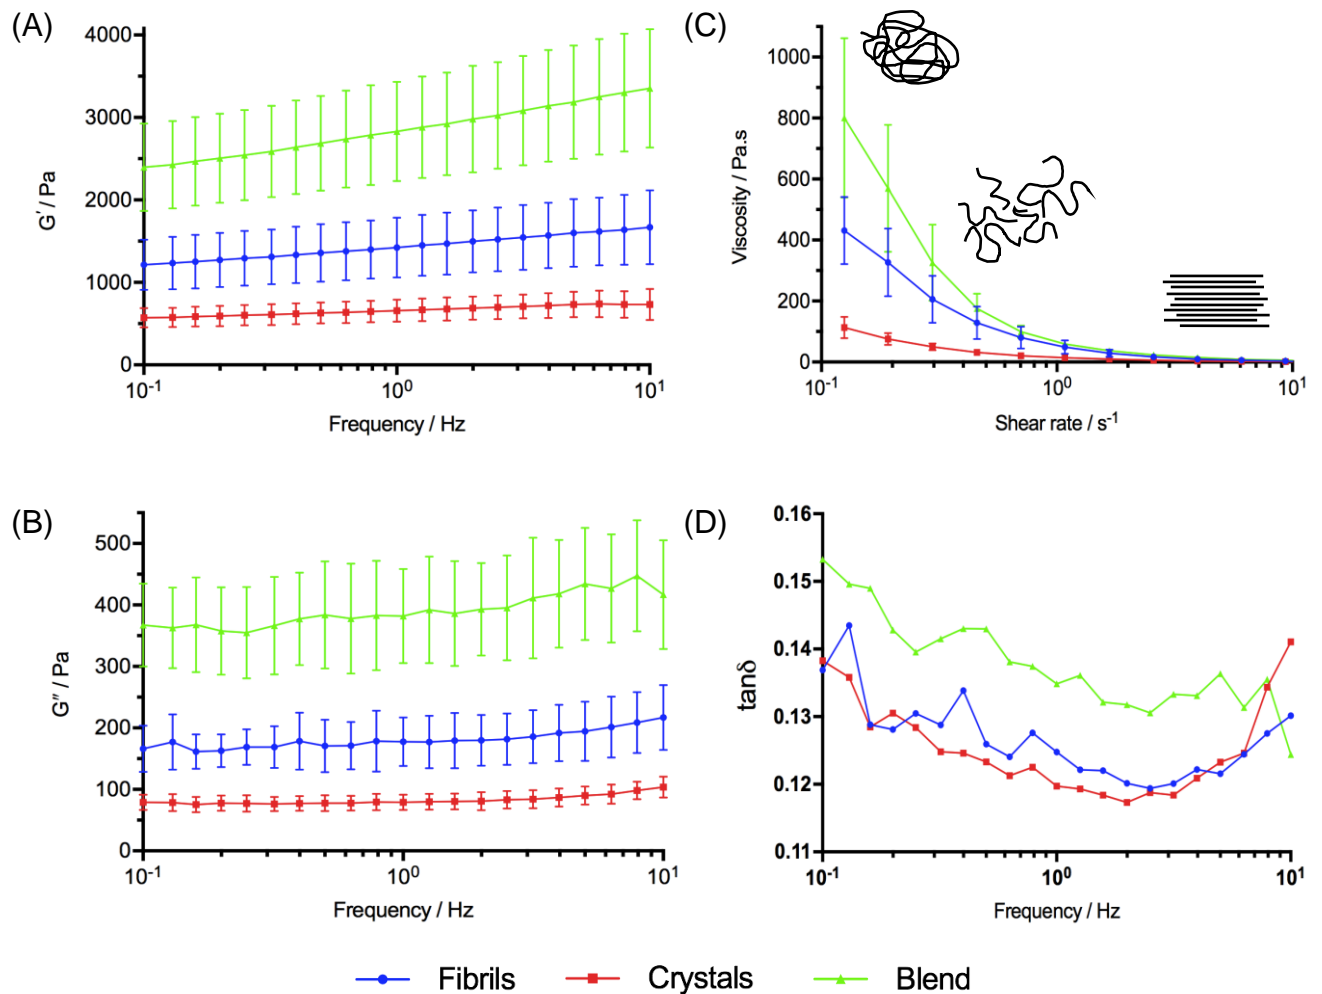 (A)
4000
3000
2000
1000
0
G′ / Pa
10-1
100
101
Frequency / Hz
(C)
1000
800
600
400
200
0
Viscosity / Pa.s
10-1
100
101
Shear rate / s-1
(B)
500
400
300
200
100
0
G″ / Pa
10-1
100
101
Frequency / Hz
(D)
0.16
0.15
0.14
0.13
0.12
0.11
tanδ
10-1
100
101
Frequency / Hz
Fibrils
Crystals
Blend